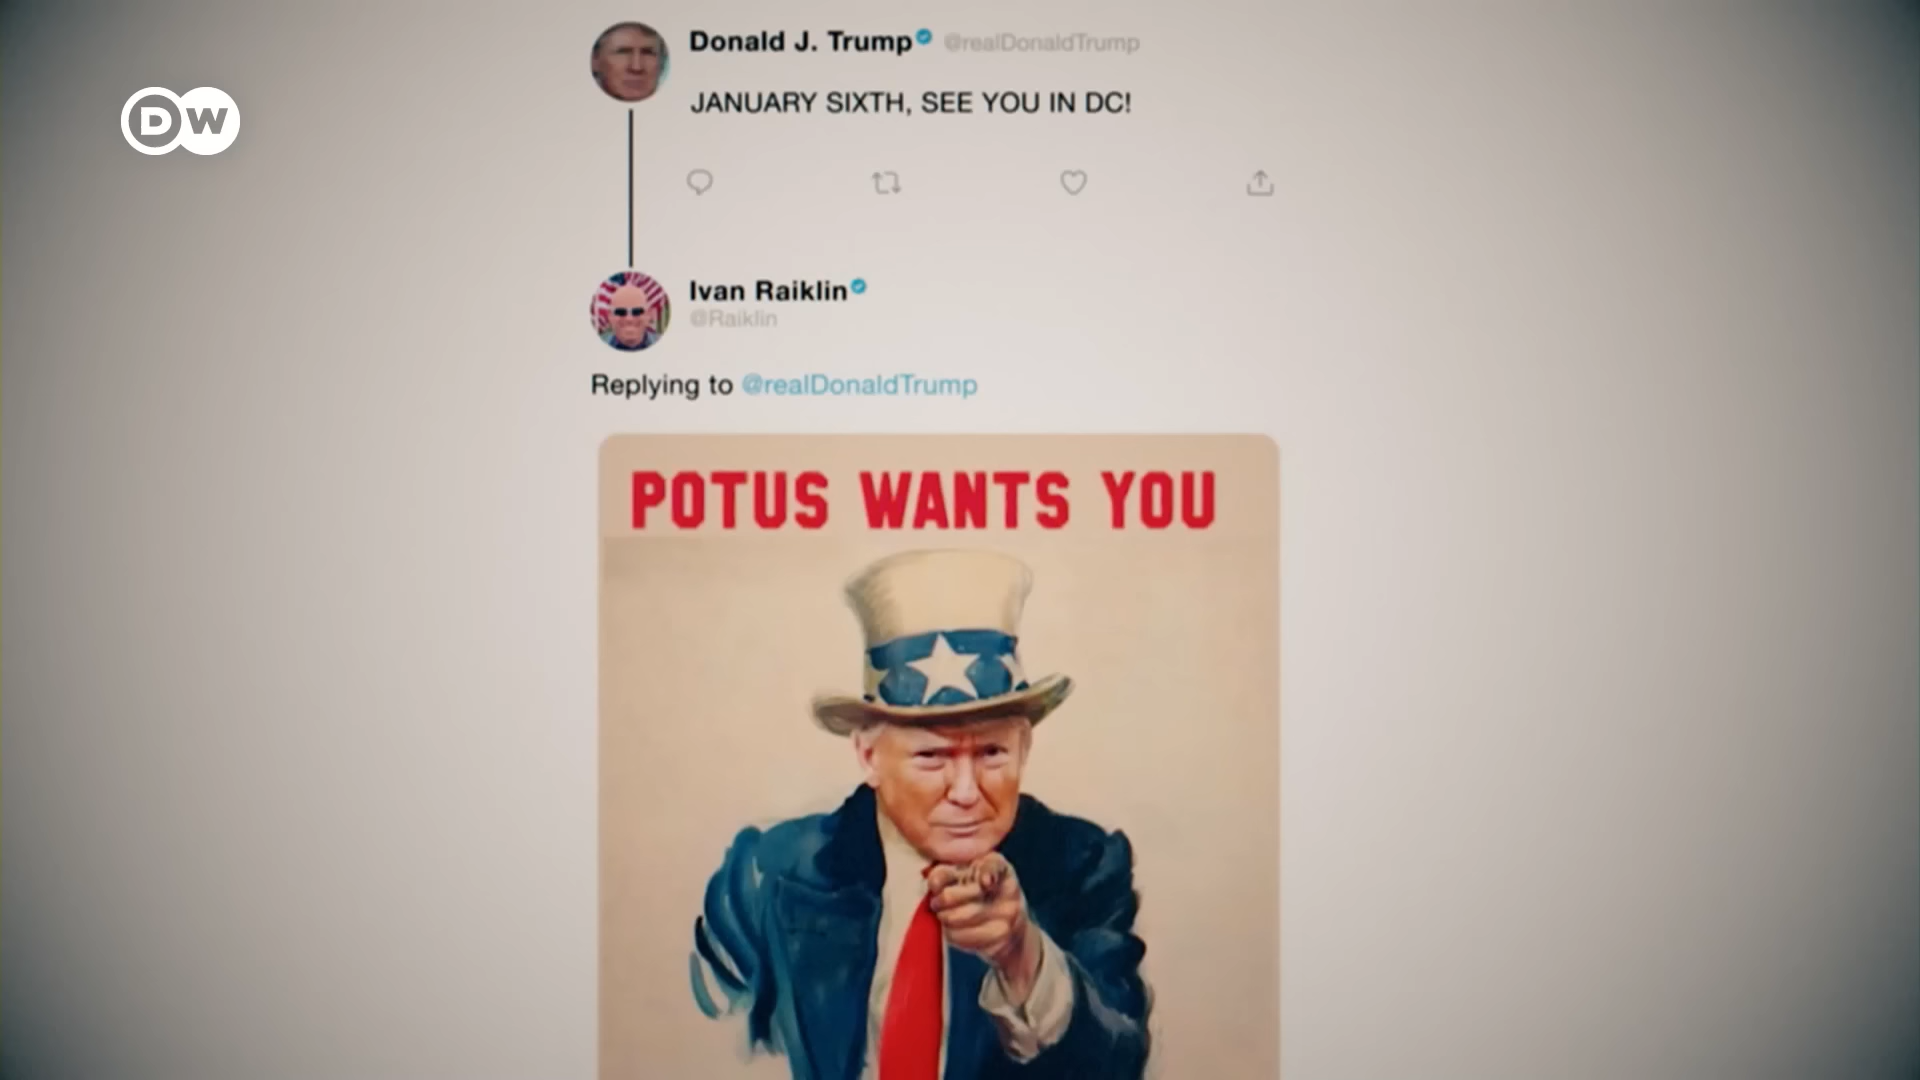 Donald J. Trump @realDonaldTrump
JANUARY SIXTH, SEE YOU IN DC!
DW
Ivan Raiklin
@Raiklin
Replying to @realDonaldTrump
POTUS WANTS YOU